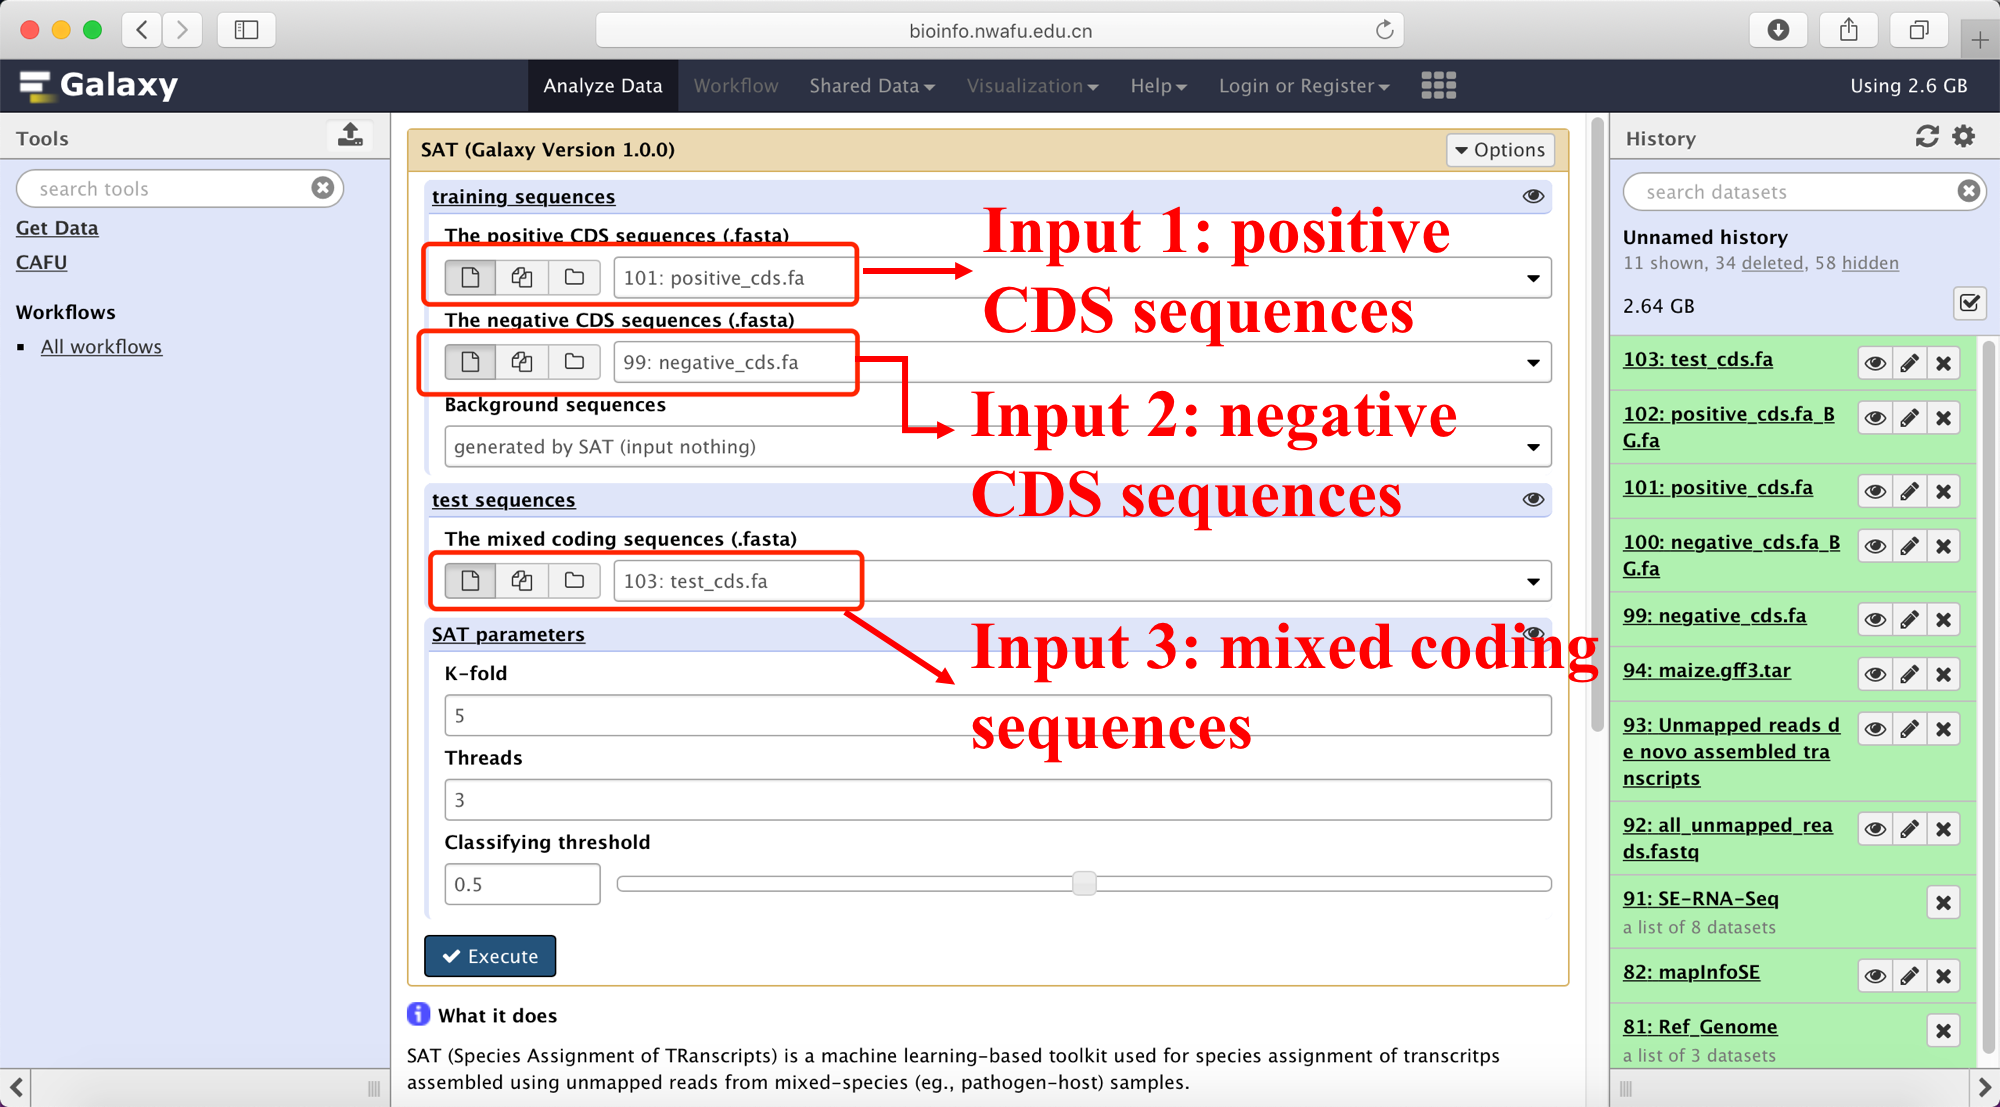 bioinfo.nwafu.edu.cn
Galaxy
Analyze Data
Workflow
Shared Data
Visualization
Help
Login or Register
Using 2.6 GB
Tools
search tools
Get Data
CAFU
Workflows
All workflows
SAT (Galaxy Version 1.0.0)
Options
training sequences
The positive CDS sequences (.fasta)
101: positive_cds.fa
The negative CDS sequences (.fasta)
99: negative_cds.fa
Background sequences
generated by SAT (input nothing)
test sequences
The mixed coding sequences (.fasta)
103: test_cds.fa
SAT parameters
K-fold
5
Threads
3
Classifying threshold
0.5
Execute
What it does
SAT (Species Assignment of TRanscripts) is a machine learning-based toolkit used for species assignment of transcritps
assembled using unmapped reads from mixed-species (eg., pathogen-host) samples.
Input 1: positive
CDS sequences
Input 2: negative
CDS sequences
Input 3: mixed coding
sequences
History
search datasets
Unnamed history
11 shown, 34 deleted, 58 hidden
2.64 GB
103: test_cds.fa
102: positive_cds.fa_B
G.fa
101: positive_cds.fa
100: negative_cds.fa_B
G.fa
99: negative_cds.fa
94: maize.gff3.tar
93: Unmapped reads d
e novo assembled tra
nscripts
92: all_unmapped_rea
ds.fastq
91: SE-RNA-Seq
a list of 8 datasets
82: mapInfoSE
81: Ref_Genome
a list of 3 datasets